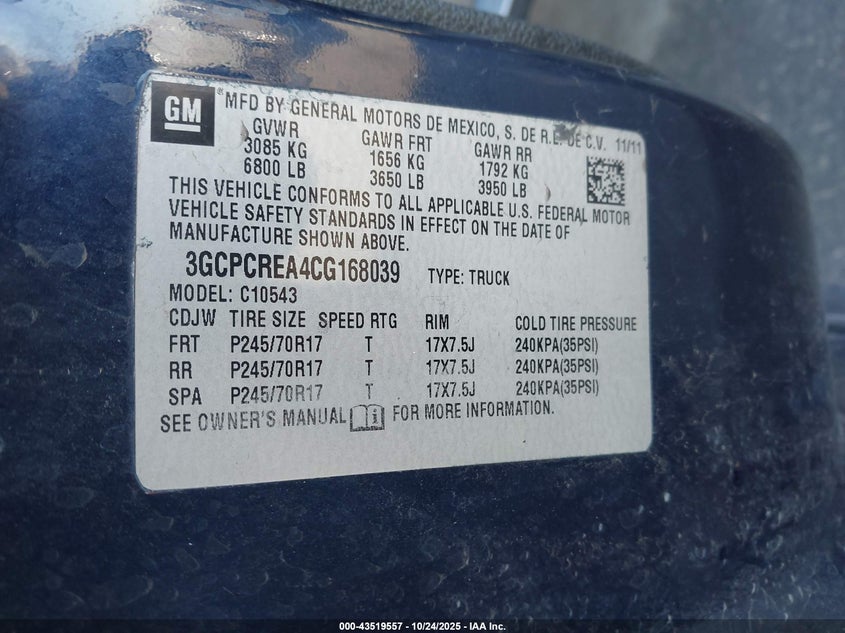 GM
MFD BY GENERAL MOTORS DE MEXICO, S. DE R.L. DE C.V. 11/11
GVWR GAWR FRT GAWR RR
3085 KG 1656 KG 1792 KG
6800 LB 3650 LB 3950 LB
THIS VEHICLE CONFORMS TO ALL APPLICABLE U.S. FEDERAL MOTOR
VEHICLE SAFETY STANDARDS IN EFFECT ON THE DATE OF
MANUFACTURE SHOWN ABOVE.
3GCPCREA4CG168039 TYPE: TRUCK
MODEL: C10543
CDJW TIRE SIZE SPEED RTG RIM COLD TIRE PRESSURE
FRT P245/70R17 T 17X7.5J 240KPA(35PSI)
RR P245/70R17 T 17X7.5J 240KPA(35PSI)
SPA P245/70R17 T 17X7.5J 240KPA(35PSI)
SEE OWNER'S MANUAL FOR MORE INFORMATION.
000-43519557 - 10/24/2025 - IAA Inc.